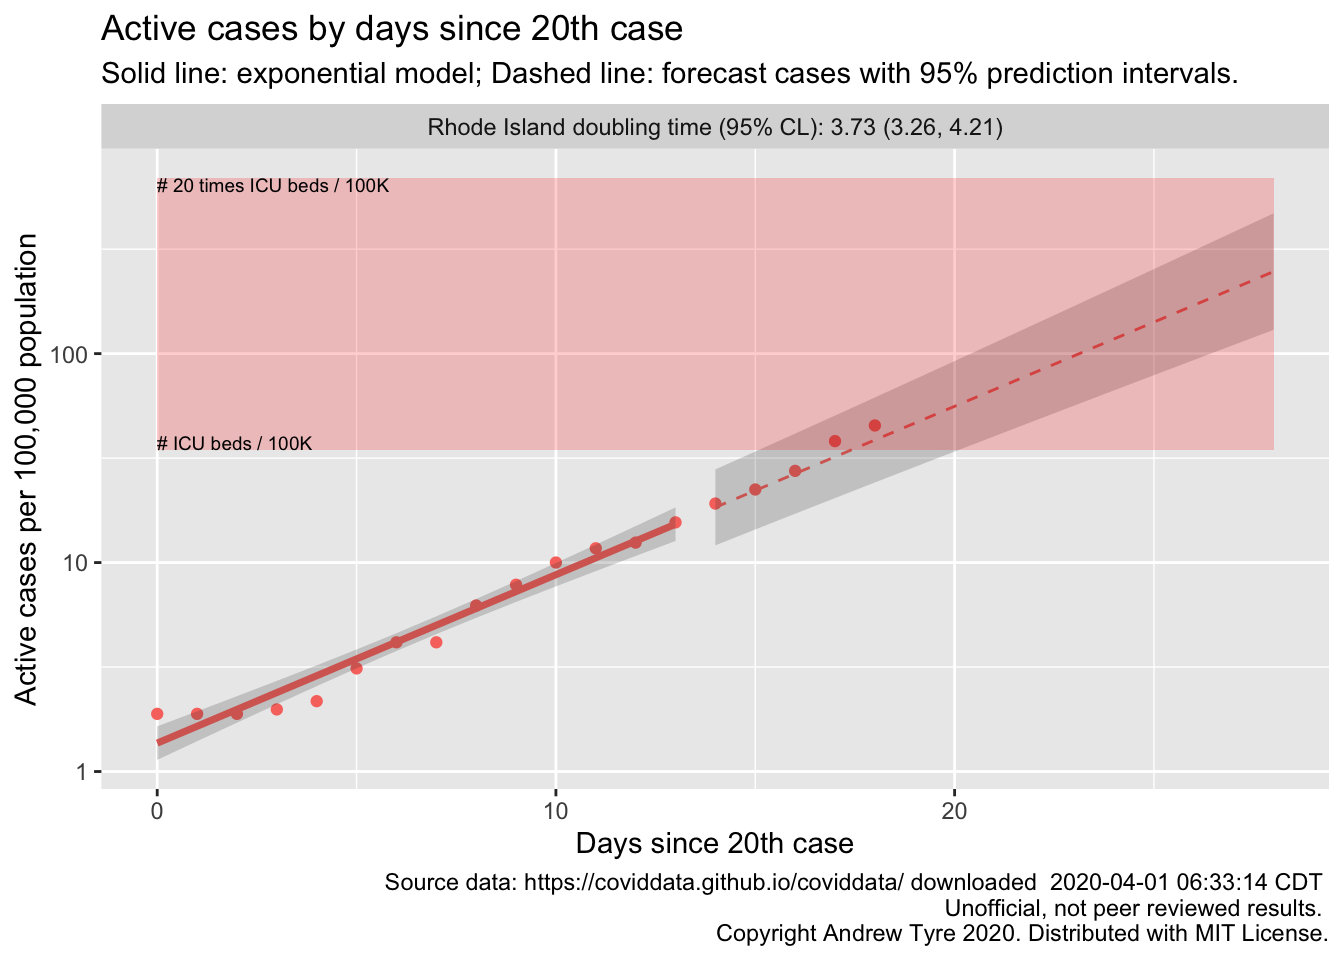 Active cases by days since 20th case
Solid line: exponential model; Dashed line: forecast cases with 95% prediction intervals.
Rhode Island doubling time (95% CL): 3.73 (3.26, 4.21)
# 20 times ICU beds / 100K
# ICU beds / 100K
Active cases per 100,000 population
100
10
1
0
10
20
Days since 20th case
Source data: https://coviddata.github.io/coviddata/ downloaded  2020-04-01 06:33:14 CDT
Unofficial, not peer reviewed results.
Copyright Andrew Tyre 2020. Distributed with MIT License.